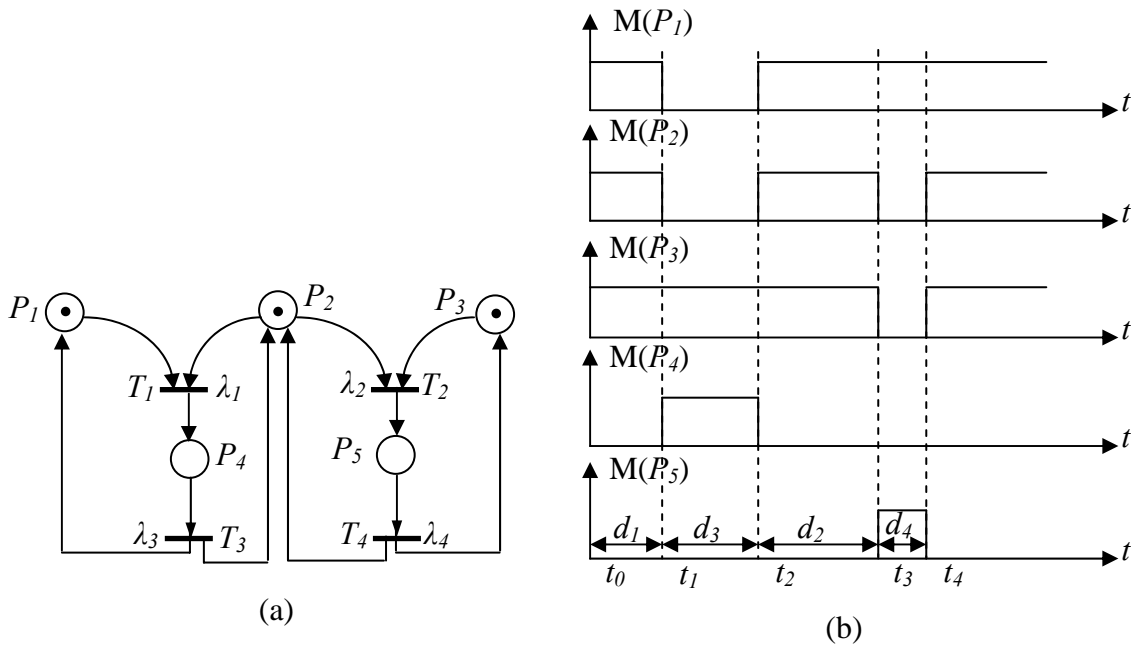 P₁
P₂
P₃
T₁ λ₁
λ₂ T₂
P₄
P₅
λ₃ T₃
T₄ λ₄
(a)
M(P₁)
t
M(P₂)
t
M(P₃)
t
M(P₄)
t
M(P₅)
d₁ d₃ d₂ d₄
t
t₀ t₁ t₂ t₃ t₄
(b)